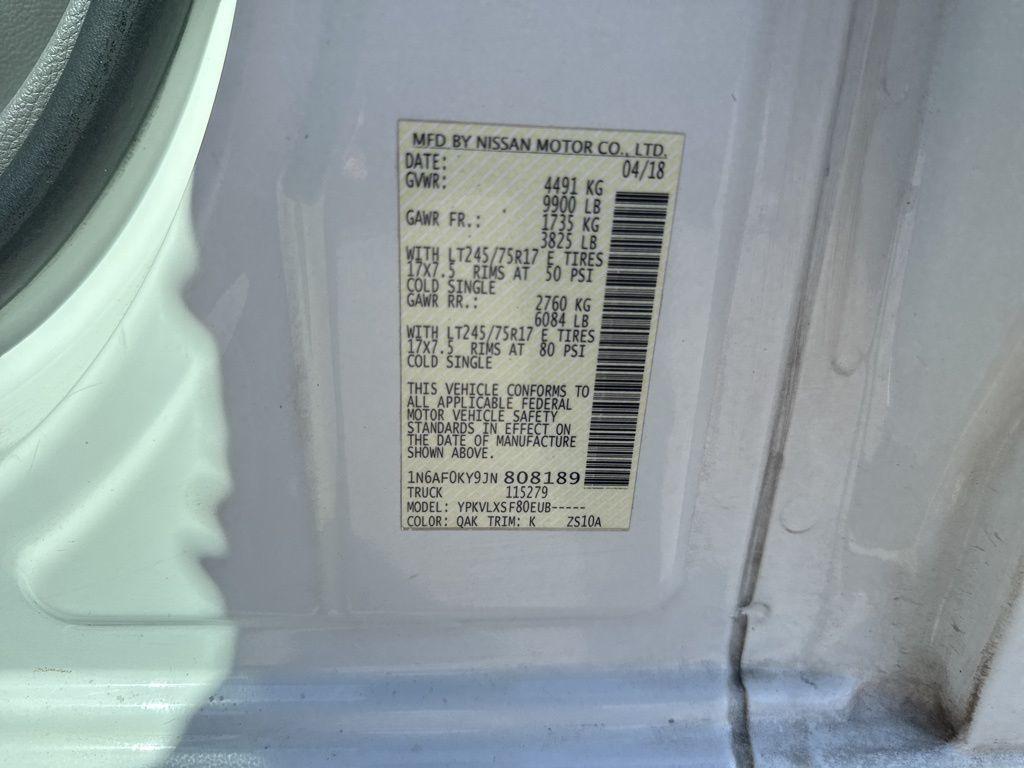 MFD BY NISSAN MOTOR CO., LTD.
DATE: 04/18
GVWR: 4491 KG
9900 LB
GAWR FR.: 1735 KG
3825 LB
WITH LT245/75R17 E TIRES
17X7.5 RIMS AT 50 PSI
COLD SINGLE
GAWR RR.: 2760 KG
6084 LB
WITH LT245/75R17 E TIRES
17X7.5 RIMS AT 80 PSI
COLD SINGLE
THIS VEHICLE CONFORMS TO
ALL APPLICABLE FEDERAL
MOTOR VEHICLE SAFETY
STANDARDS IN EFFECT ON
THE DATE OF MANUFACTURE
SHOWN ABOVE.
1N6AF0KY9JN 808189
TRUCK 115279
MODEL: YPKVLXSF80EUB-----
COLOR: QAK TRIM: K ZS10A